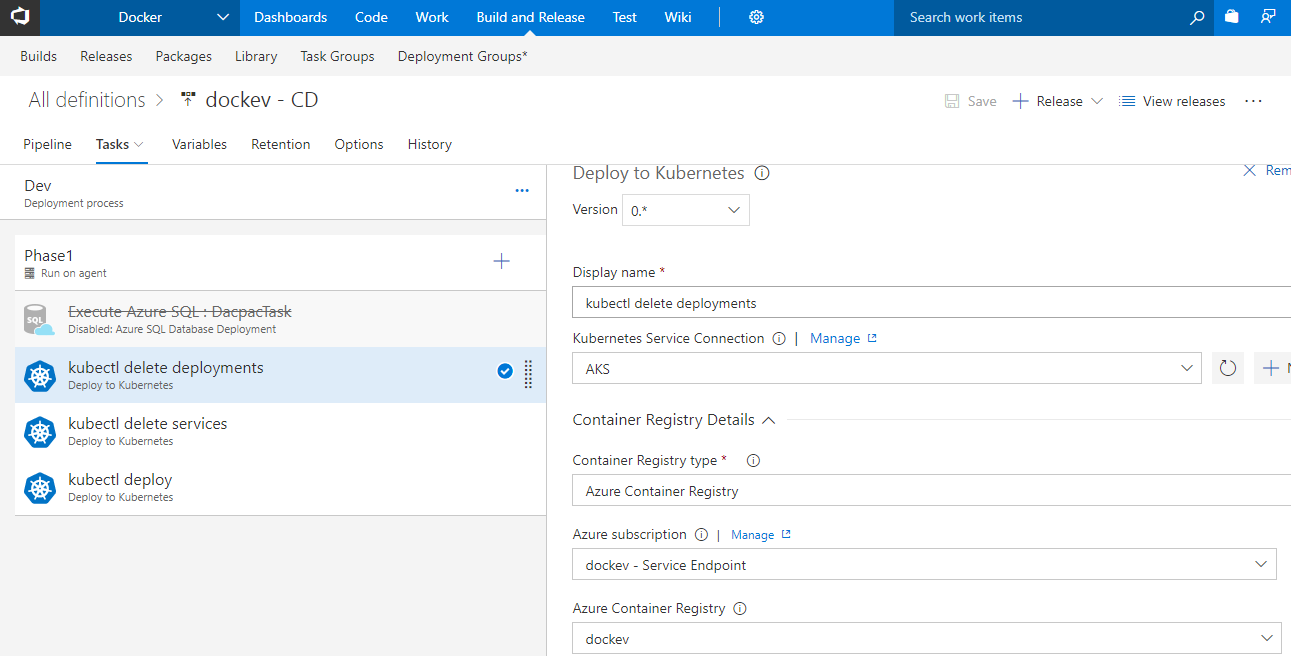 Docker Dashboards Code Work Build and Release Test Wiki Search work items
Builds Releases Packages Library Task Groups Deployment Groups*
All definitions > dockev - CD Save + Release View releases ...
Pipeline Tasks Variables Retention Options History
Dev
Deployment process
...
Phase1
Run on agent
+
SQL
Execute Azure SQL : DacpacTask
Disabled: Azure SQL Database Deployment
kubectl delete deployments
Deploy to Kubernetes
kubectl delete services
Deploy to Kubernetes
kubectl deploy
Deploy to Kubernetes
Deploy to Kubernetes
Rem
Version 0.*
Display name *
kubectl delete deployments
Kubernetes Service Connection | Manage
AKS
Container Registry Details
Container Registry type *
Azure Container Registry
Azure subscription | Manage
dockev - Service Endpoint
Azure Container Registry
dockev